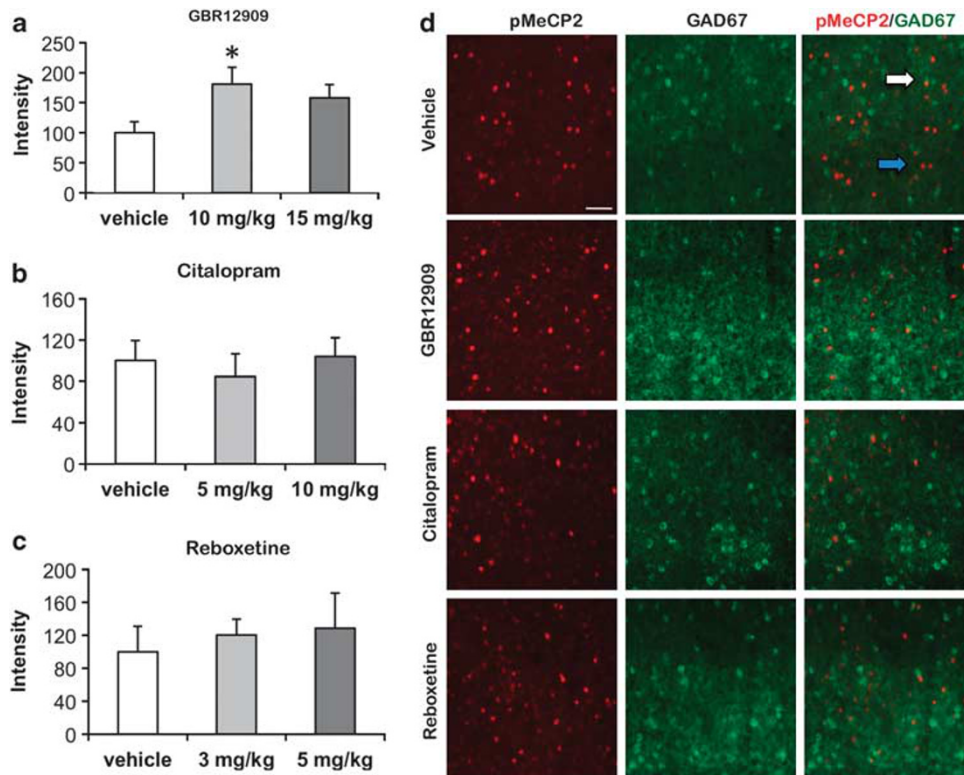 a
GBR12909
Intensity
250
200
150
100
50
0
*
vehicle 10 mg/kg 15 mg/kg
b
Citalopram
Intensity
160
120
80
40
0
vehicle 5 mg/kg 10 mg/kg
c
Reboxetine
Intensity
200
160
120
80
40
0
vehicle 3 mg/kg 5 mg/kg
d
pMeCP2 GAD67 pMeCP2/GAD67
Vehicle
GBR12909
Citalopram
Reboxetine